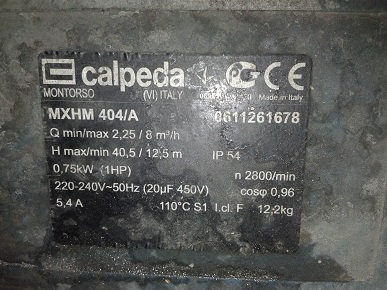 calpeda
MONTORSO (VI) ITALY Made in Italy
MXHM 404/A 0611261678
Q min/max 2,25 / 8 m³/h
H max/min 40,5 / 12,5 m IP 54
0,75kW (1HP) n 2800/min
220-240V~50Hz (20µF 450V) cosφ 0,96
5,4 A 110°C S1 I.cl. F 12,2kg